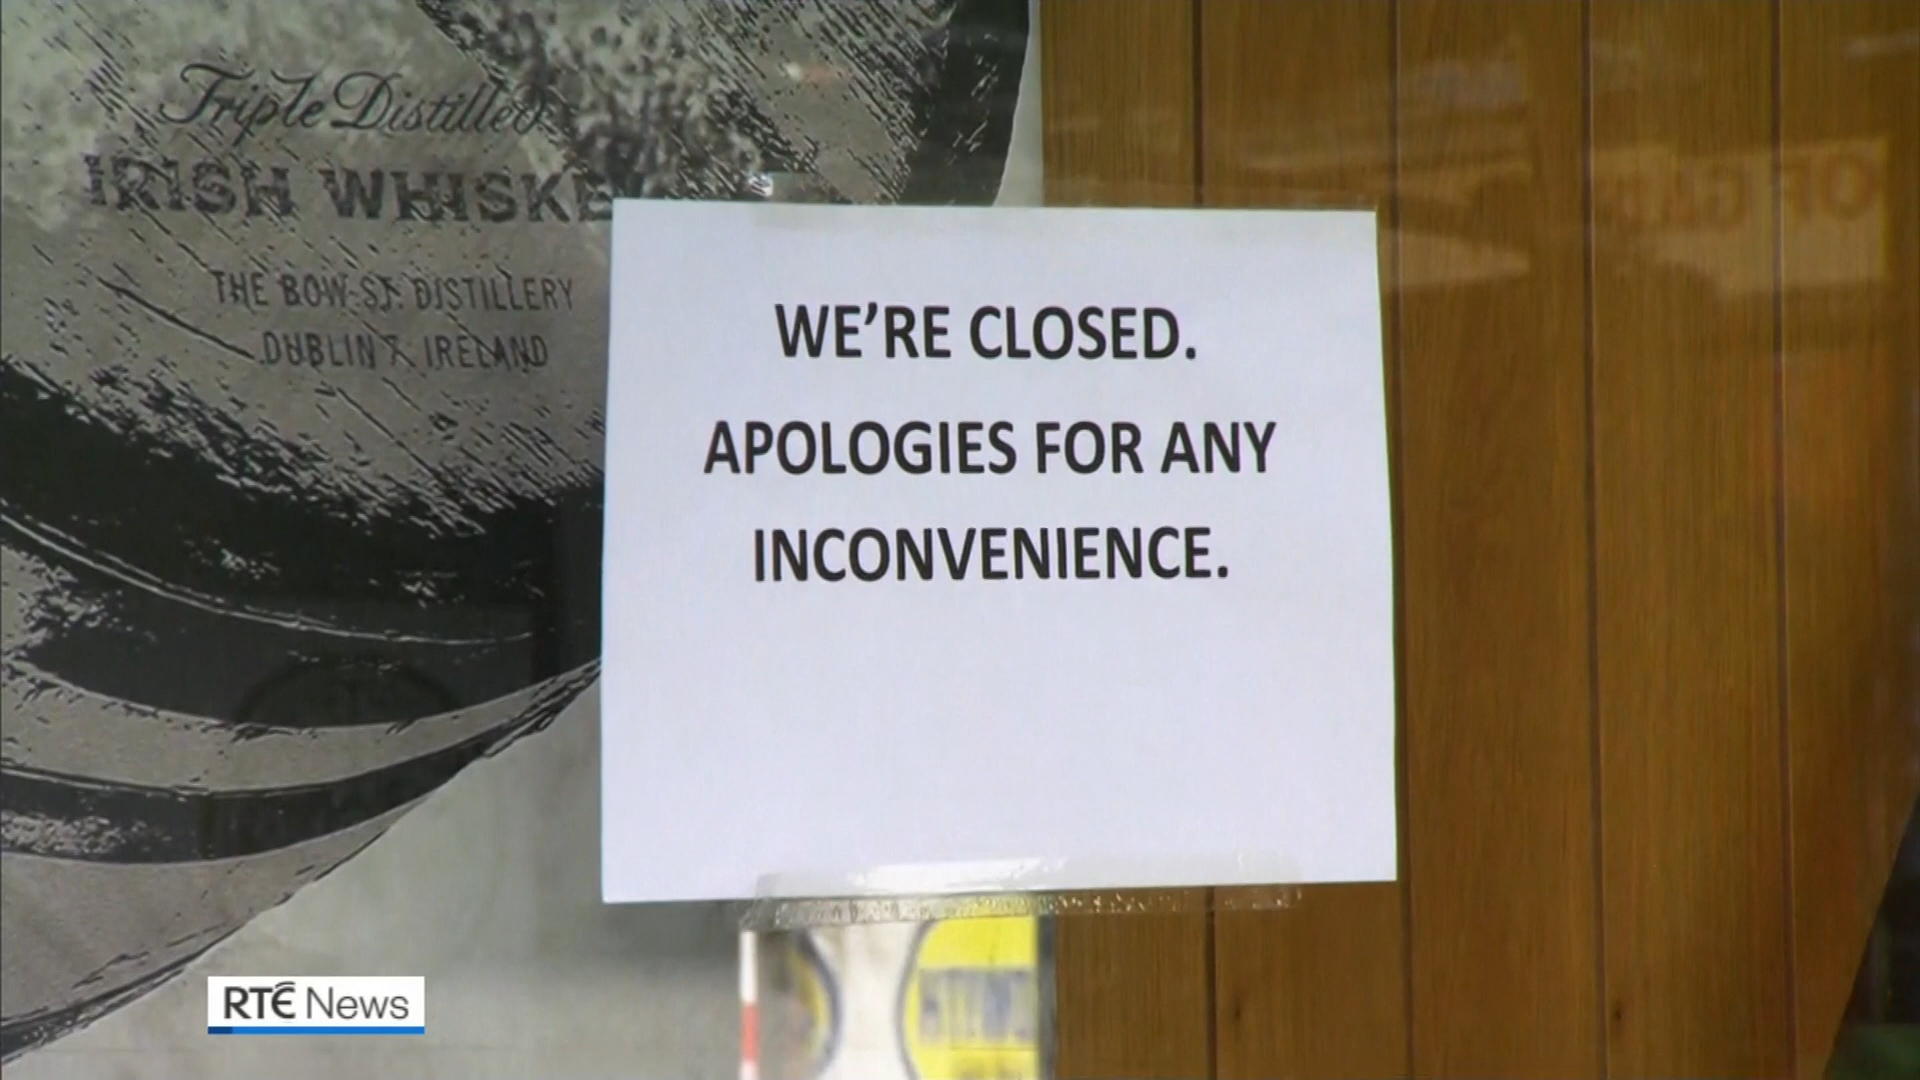 Triple Distilled
IRISH WHISKE
THE BOW-ST. DISTILLERY
DUBLIN 7. IRELAND
WE'RE CLOSED.
APOLOGIES FOR ANY
INCONVENIENCE.
RTÉ News